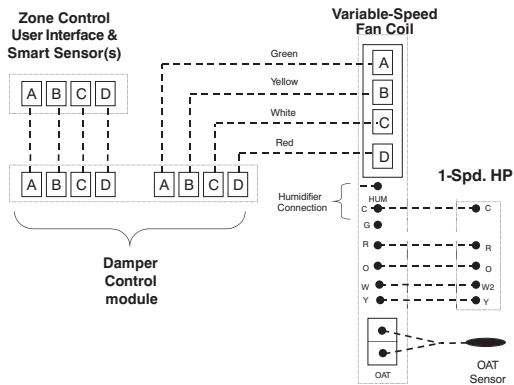 Zone Control
User Interface &
Smart Sensor(s)
Variable-Speed
Fan Coil
Green
Yellow
White
Red
A
B
C
D
A B C D
A B C D
A B C D
Damper
Control
module
Humidifier
Connection
HUM
C
G
R
O
W
Y
1-Spd. HP
C
R
O
W2
Y
OAT
OAT
Sensor